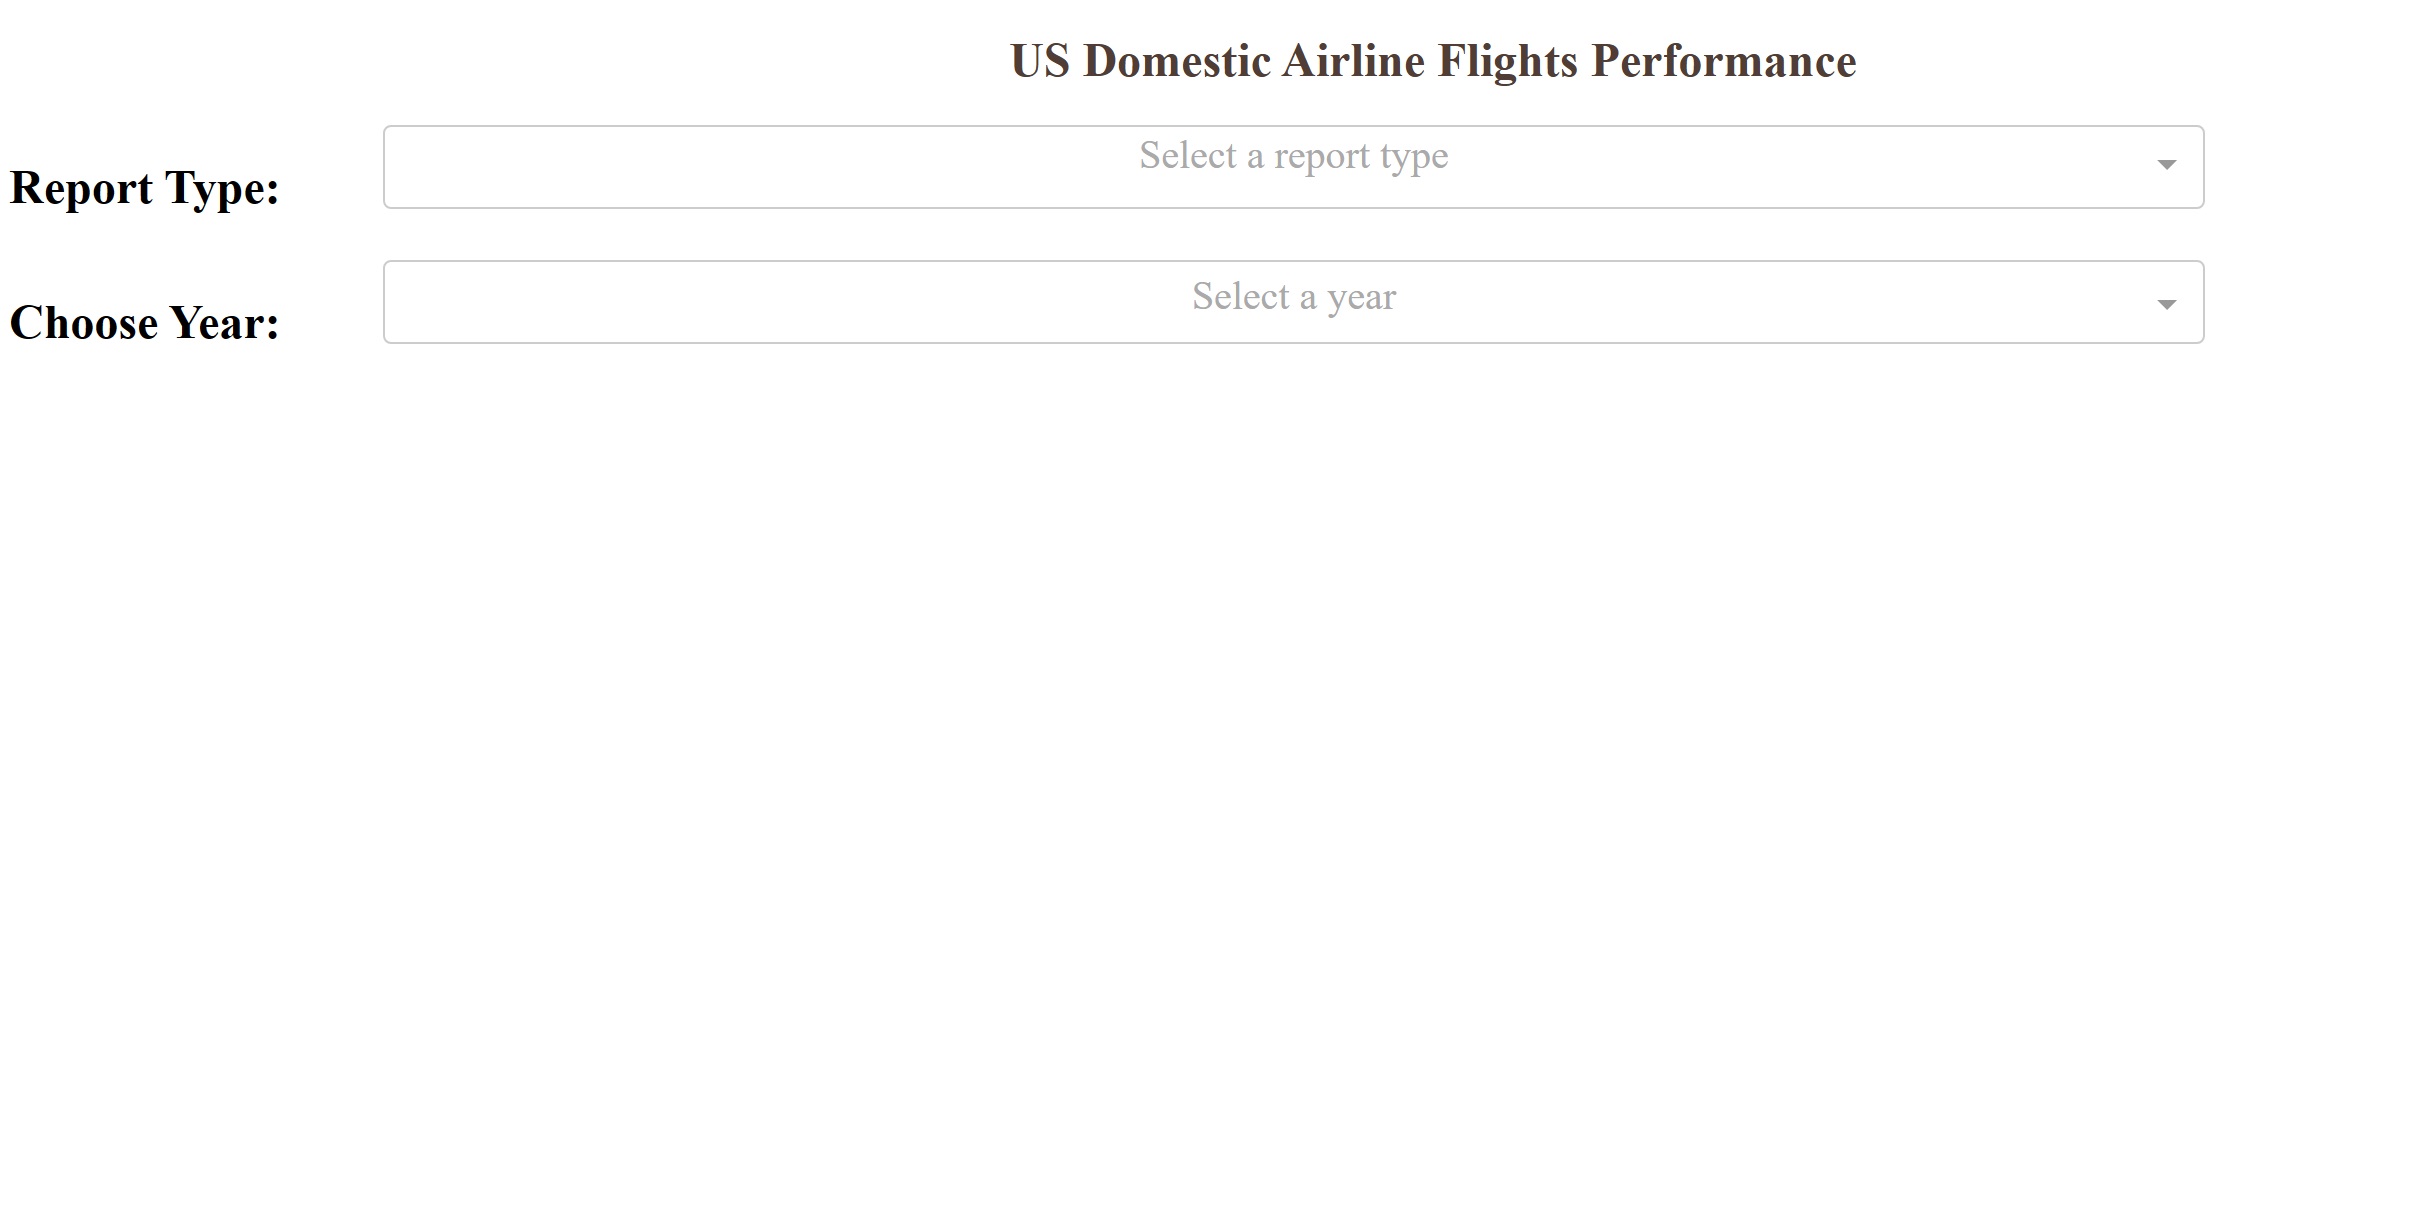 US Domestic Airline Flights Performance
Select a report type
Report Type:
Select a year
Choose Year: